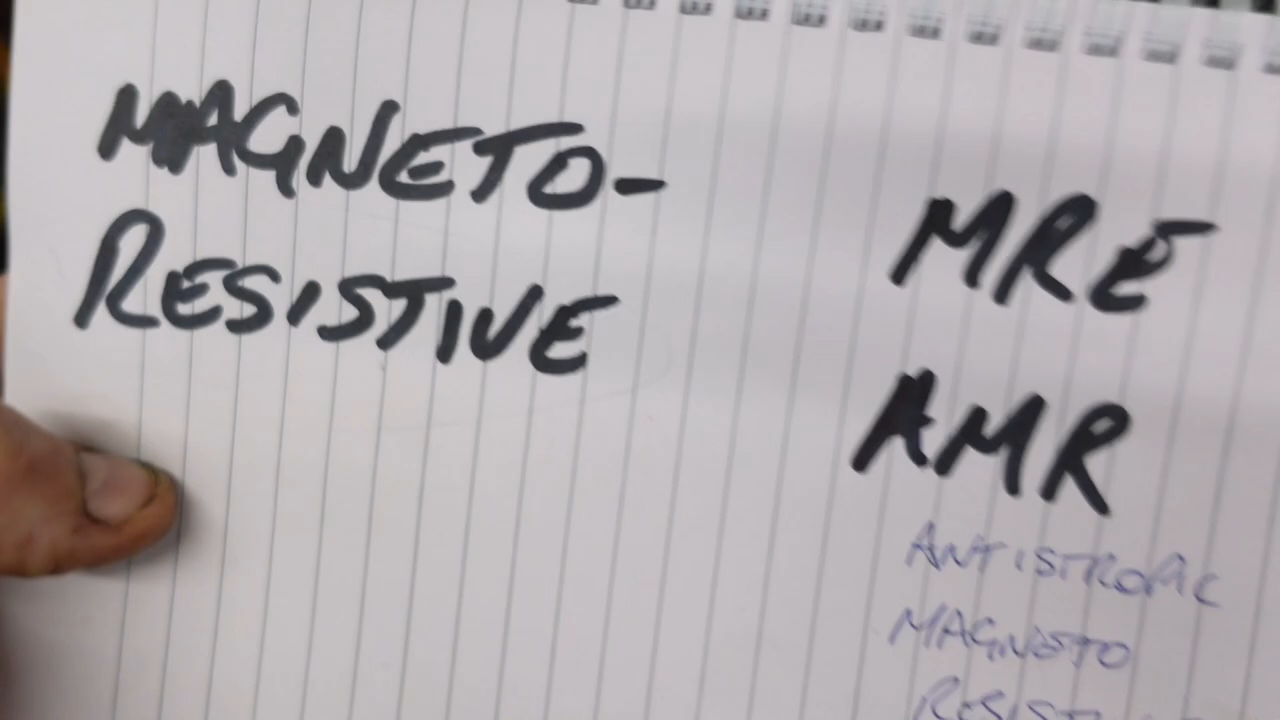 MAGNETO-
RESISTIVE
MRE
AMR
ANTISTROPIC
MAGNETO